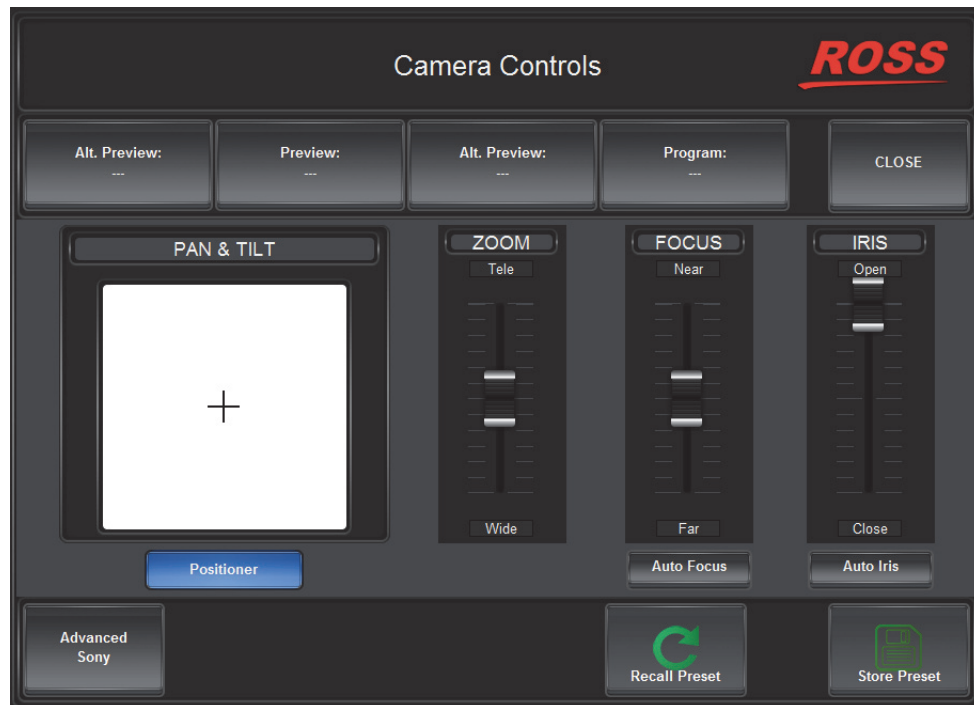 Camera Controls
ROSS
Alt. Preview:
---
Preview:
---
Alt. Preview:
---
Program:
---
CLOSE
PAN & TILT
ZOOM
Tele
Wide
FOCUS
Near
Far
IRIS
Open
Close
Positioner
Auto Focus
Auto Iris
Advanced
Sony
Recall Preset
Store Preset